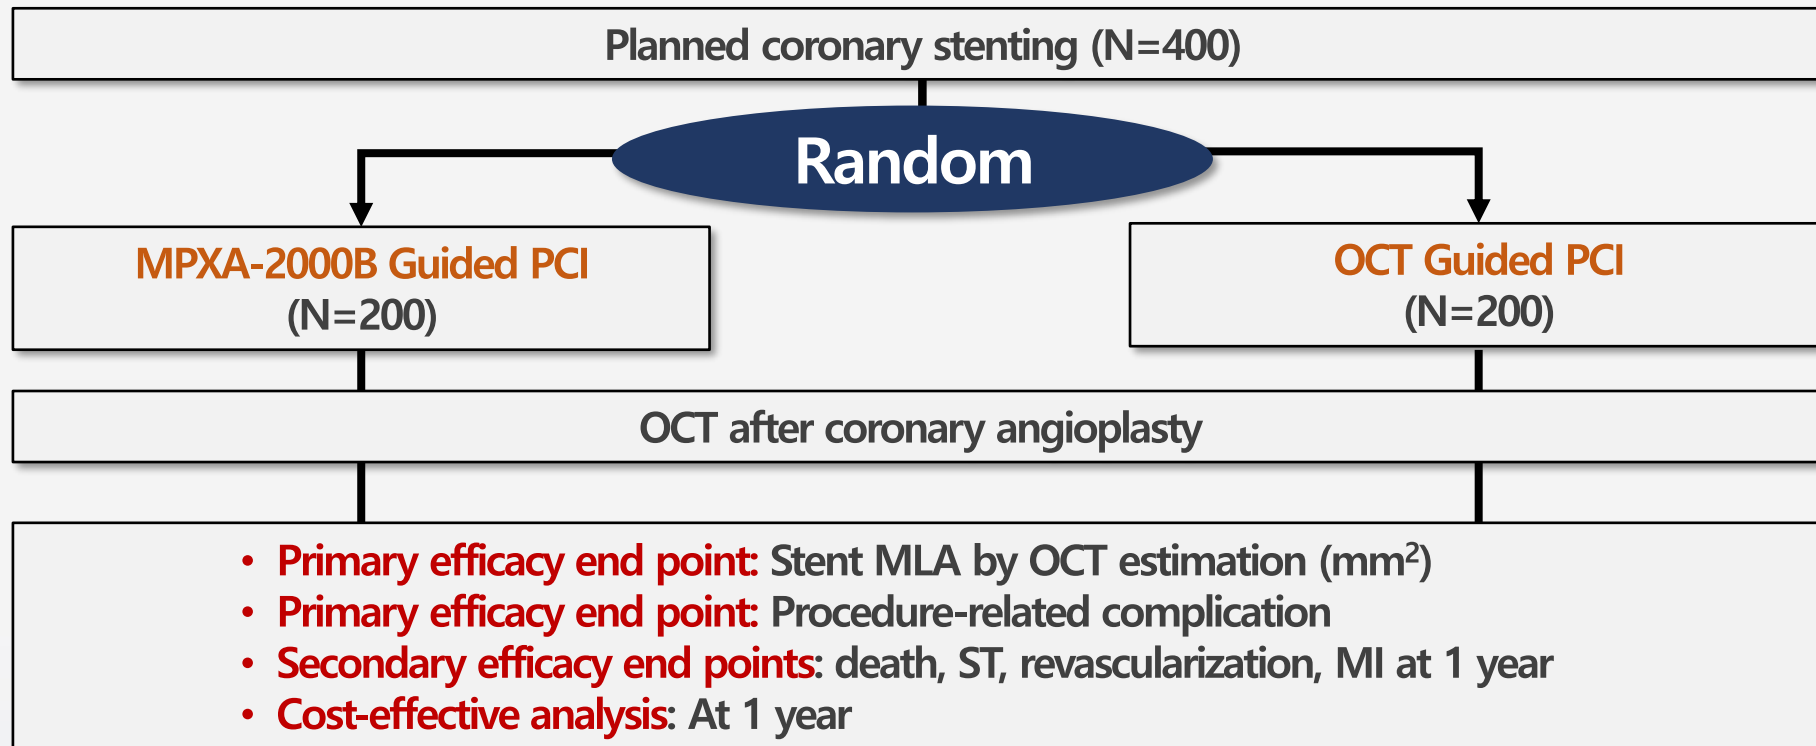 Planned coronary stenting (N=400)
Random
MPXA-2000B Guided PCI
(N=200)
OCT Guided PCI
(N=200)
OCT after coronary angioplasty
• Primary efficacy end point: Stent MLA by OCT estimation (mm²)
• Primary efficacy end point: Procedure-related complication
• Secondary efficacy end points: death, ST, revascularization, MI at 1 year
• Cost-effective analysis: At 1 year